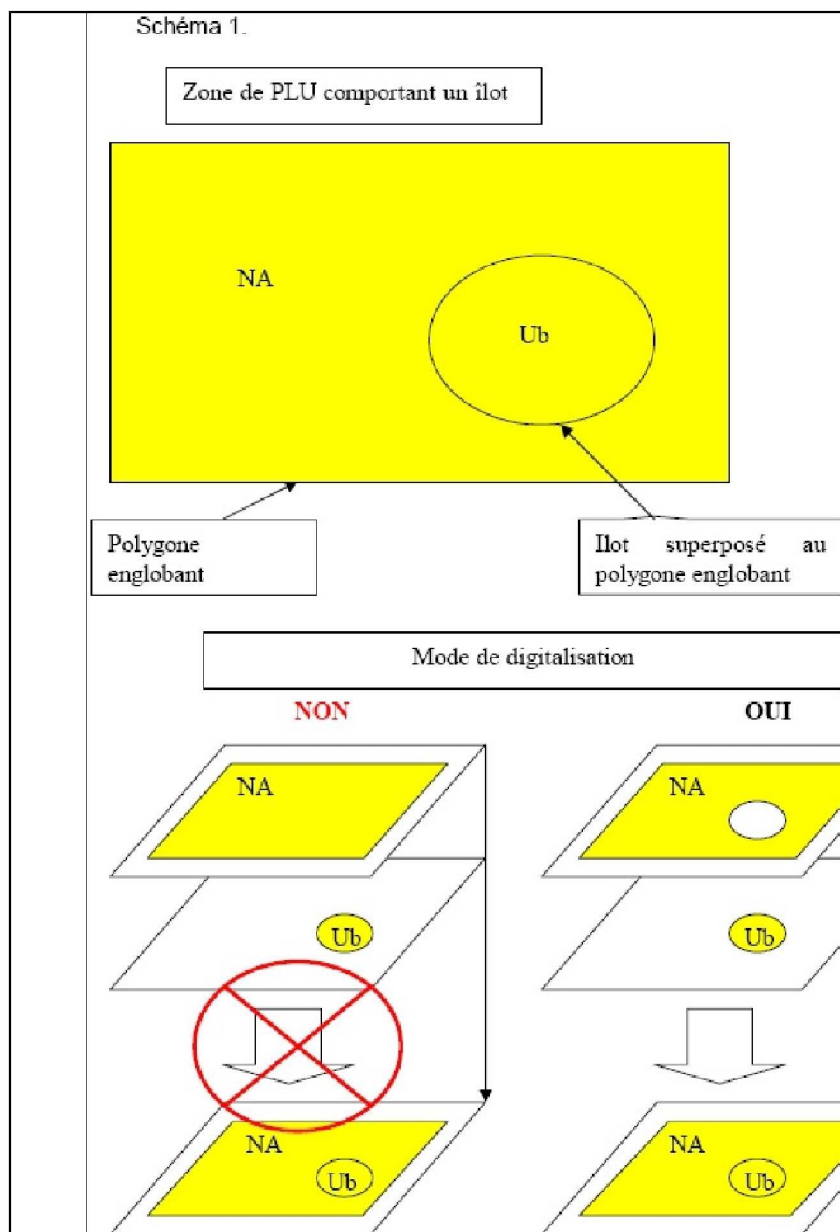 Schéma 1.
Zone de PLU comportant un îlot
NA
Ub
Polygone
englobant
Ilot superposé au
polygone englobant
Mode de digitalisation
NON
OUI
NA
NA
Ub
Ub
NA
NA
Ub
Ub